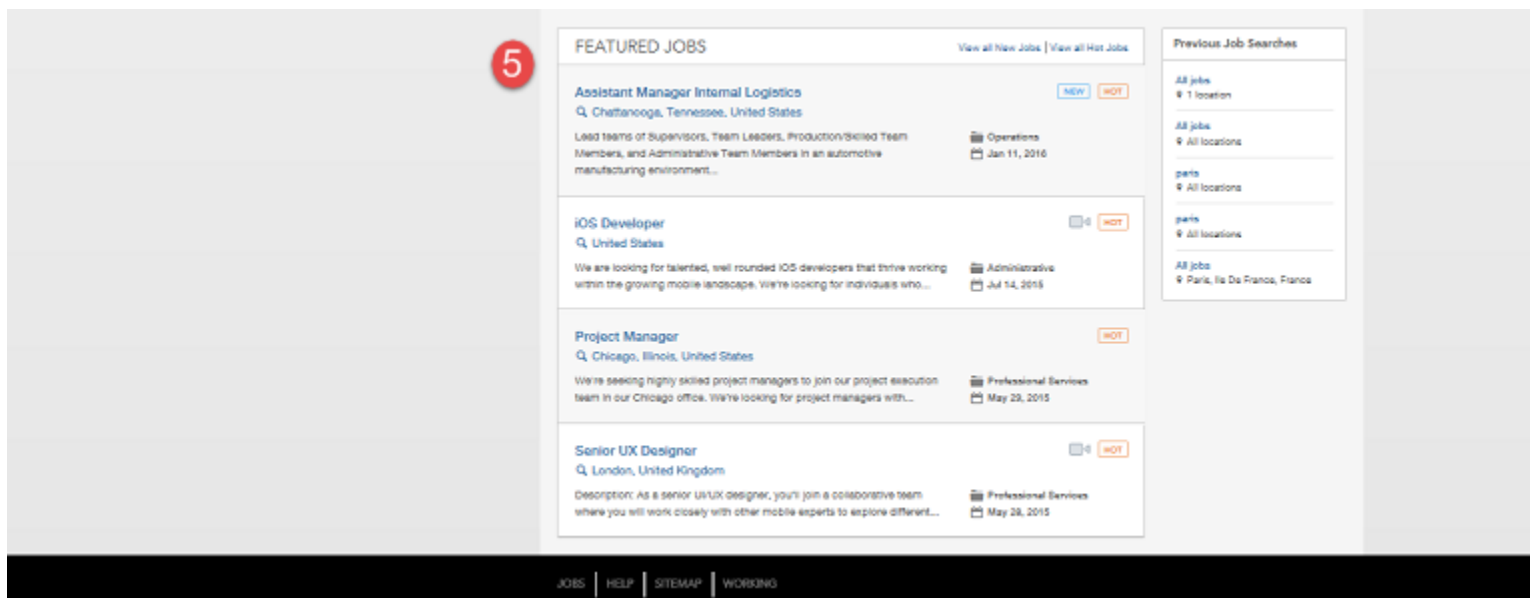 5
FEATURED JOBS
View all New Jobs | View all Hot Jobs
Assistant Manager Internal Logistics
NEW HOT
Chattanooga, Tennessee, United States
Lead teams of Supervisors, Team Leaders, Production/Skilled Team
Members, and Administrative Team Members in an automotive
manufacturing environment...
Operations
Jan 11, 2016
iOS Developer
0 HOT
United States
We are looking for talented, well rounded iOS developers that thrive working
within the growing mobile landscape. We're looking for individuals who...
Administrative
Jul 14, 2015
Project Manager
HOT
Chicago, Illinois, United States
We're seeking highly skilled project managers to join our project execution
team in our Chicago office. We're looking for project managers with...
Professional Services
May 29, 2015
Senior UX Designer
0 HOT
London, United Kingdom
Description: As a senior UI/UX designer, you'll join a collaborative team
where you will work closely with other mobile experts to explore different...
Professional Services
May 28, 2015
Previous Job Searches
All jobs
1 location
All jobs
All locations
paris
All locations
paris
All locations
All jobs
Paris, Ile De France, France
JOBS | HELP | SITEMAP | WORKING